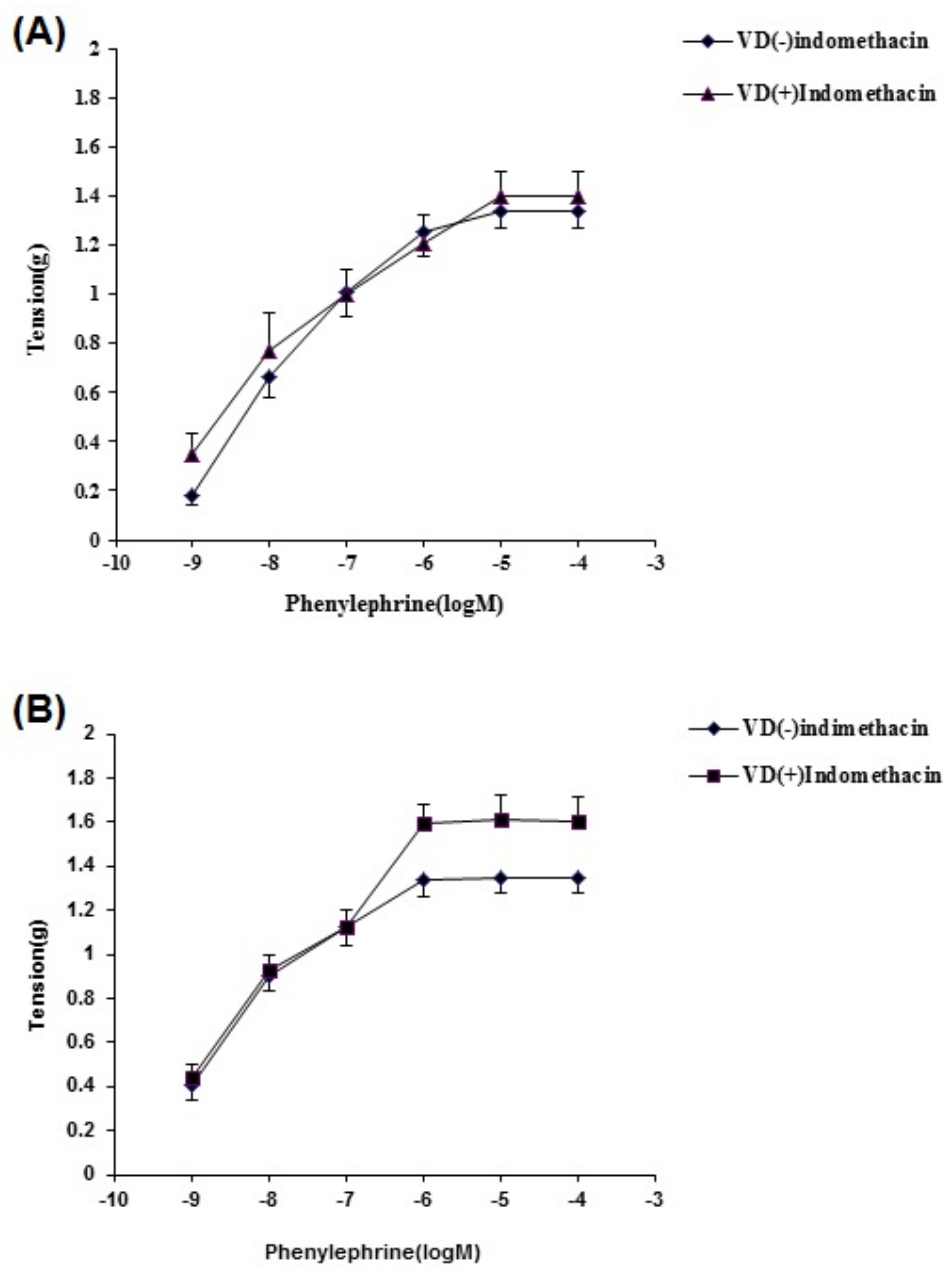 (A)
VD(-)indomethacin
VD(+)Indomethacin
2
1.8
1.6
1.4
1.2
1
0.8
0.6
0.4
0.2
0
Tension(g)
-10 -9 -8 -7 -6 -5 -4 -3
Phenylephrine(logM)
(B)
VD(-)indimethacin
VD(+)Indomethacin
2
1.8
1.6
1.4
1.2
1
0.8
0.6
0.4
0.2
0
Tension(g)
-10 -9 -8 -7 -6 -5 -4 -3
Phenylephrine(logM)